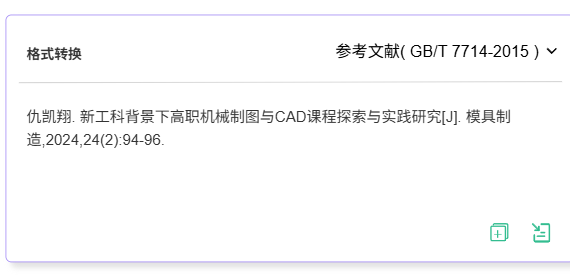 格式转换
参考文献( GB/T 7714-2015 )
仇凯翔. 新工科背景下高职机械制图与CAD课程探索与实践研究[J]. 模具制
造,2024,24(2):94-96.